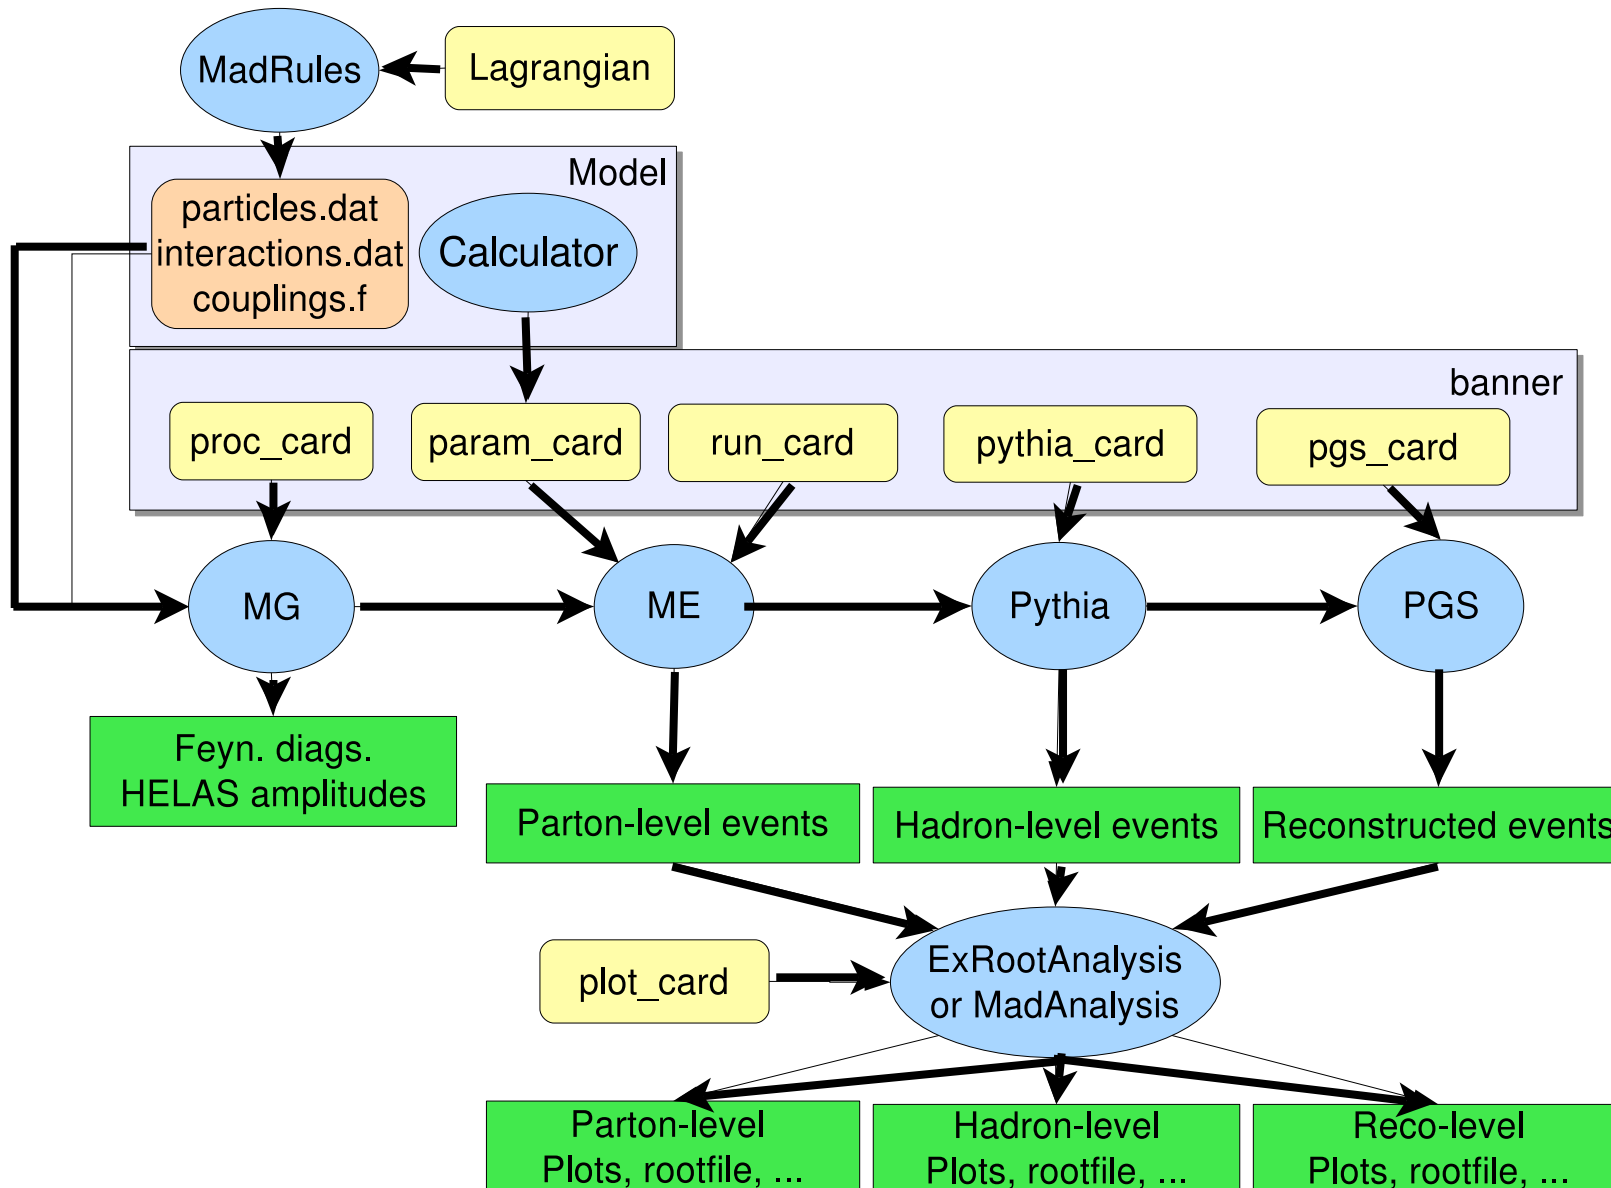 MadRules
Lagrangian
Model
particles.dat
interactions.dat
couplings.f
Calculator
banner
proc_card
param_card
run_card
pythia_card
pgs_card
MG
ME
Pythia
PGS
Feyn. diags.
HELAS amplitudes
Parton-level events
Hadron-level events
Reconstructed events
plot_card
ExRootAnalysis
or MadAnalysis
Parton-level
Plots, rootfile, ...
Hadron-level
Plots, rootfile, ...
Reco-level
Plots, rootfile, ...